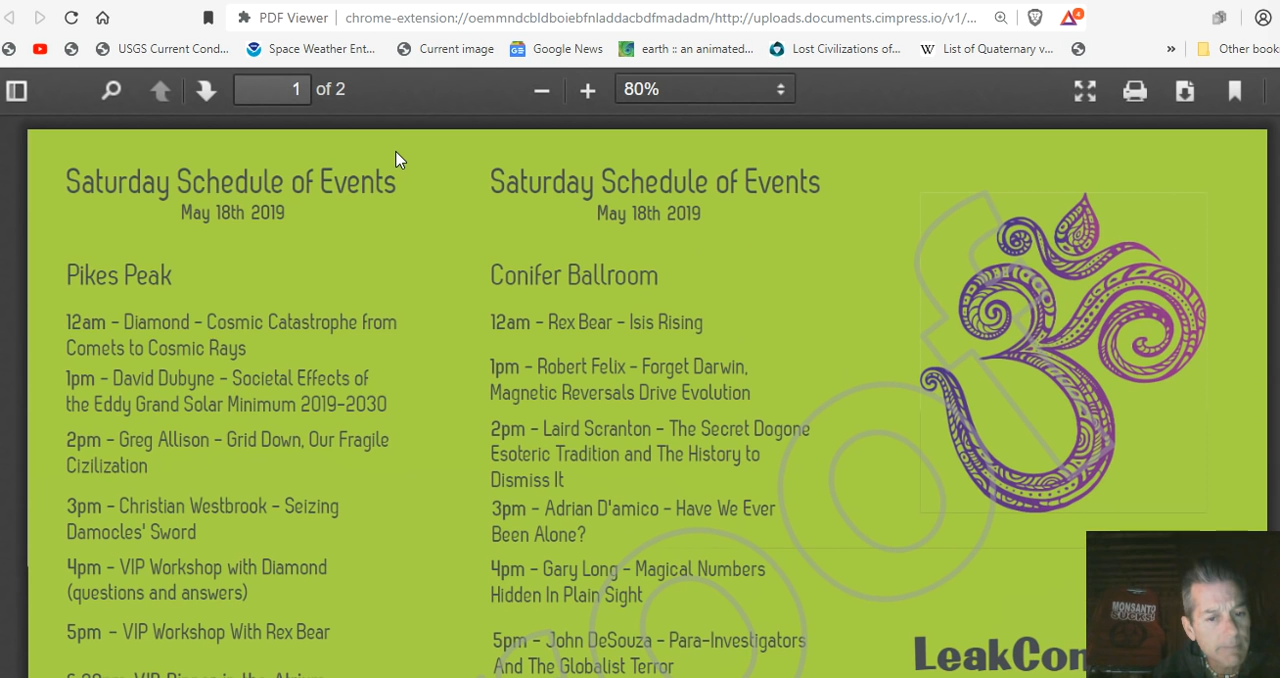 PDF Viewer
chrome-extension://oemmndcbldboiebfnladdacbdfmadadm/http://uploads.documents.cimpress.io/v1/...
4
USGS Current Cond...
Space Weather Ent...
Current image
Google News
earth :: an animated...
Lost Civilizations of...
W
List of Quaternary v...
»
Other book
1 of 2
80%
Saturday Schedule of Events
May 18th 2019
Pikes Peak
12am - Diamond - Cosmic Catastrophe from
Comets to Cosmic Rays
1pm - David Dubyne - Societal Effects of
the Eddy Grand Solar Minimum 2019-2030
2pm - Greg Allison - Grid Down, Our Fragile
Cizilization
3pm - Christian Westbrook - Seizing
Damocles' Sword
4pm - VIP Workshop with Diamond
(questions and answers)
5pm - VIP Workshop With Rex Bear
Saturday Schedule of Events
May 18th 2019
Conifer Ballroom
12am - Rex Bear - Isis Rising
1pm - Robert Felix - Forget Darwin,
Magnetic Reversals Drive Evolution
2pm - Laird Scranton - The Secret Dogone
Esoteric Tradition and The History to
Dismiss It
3pm - Adrian D'amico - Have We Ever
Been Alone?
4pm - Gary Long - Magical Numbers
Hidden In Plain Sight
5pm - John DeSouza - Para-Investigators
And The Globalist Terror
LeakCon
MONSANTO
SUCKS!